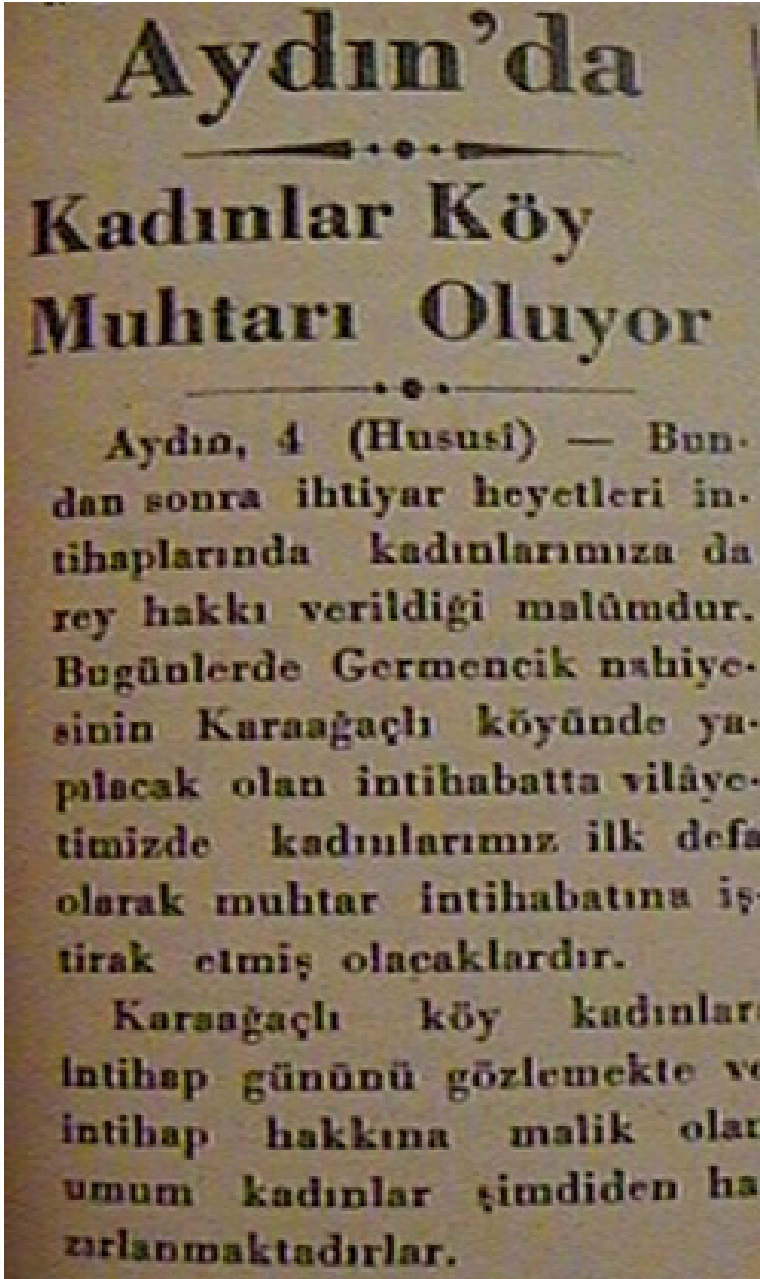 Aydın'da
Kadınlar Köy
Muhtarı Oluyor
Aydın, 4 (Hususî) — Bun-
dan sonra ihtiyar heyetleri in-
tihaplarında kadınlarımıza da
rey hakkı verildiği malûmdur.
Bugünlerde Germencik nahiye-
sinin Karaağaçlı köyünde ya-
pılacak olan intihabatta vilâye-
timizde kadınlarımız ilk defa
olarak muhtar intihabatına iş-
tirak etmiş olacaklardır.
Karaağaçlı köy kadınları
intihap gününü gözlemekte ve
intihap hakkına malik olan
umum kadınlar şimdiden ha
zırlanmaktadırlar.